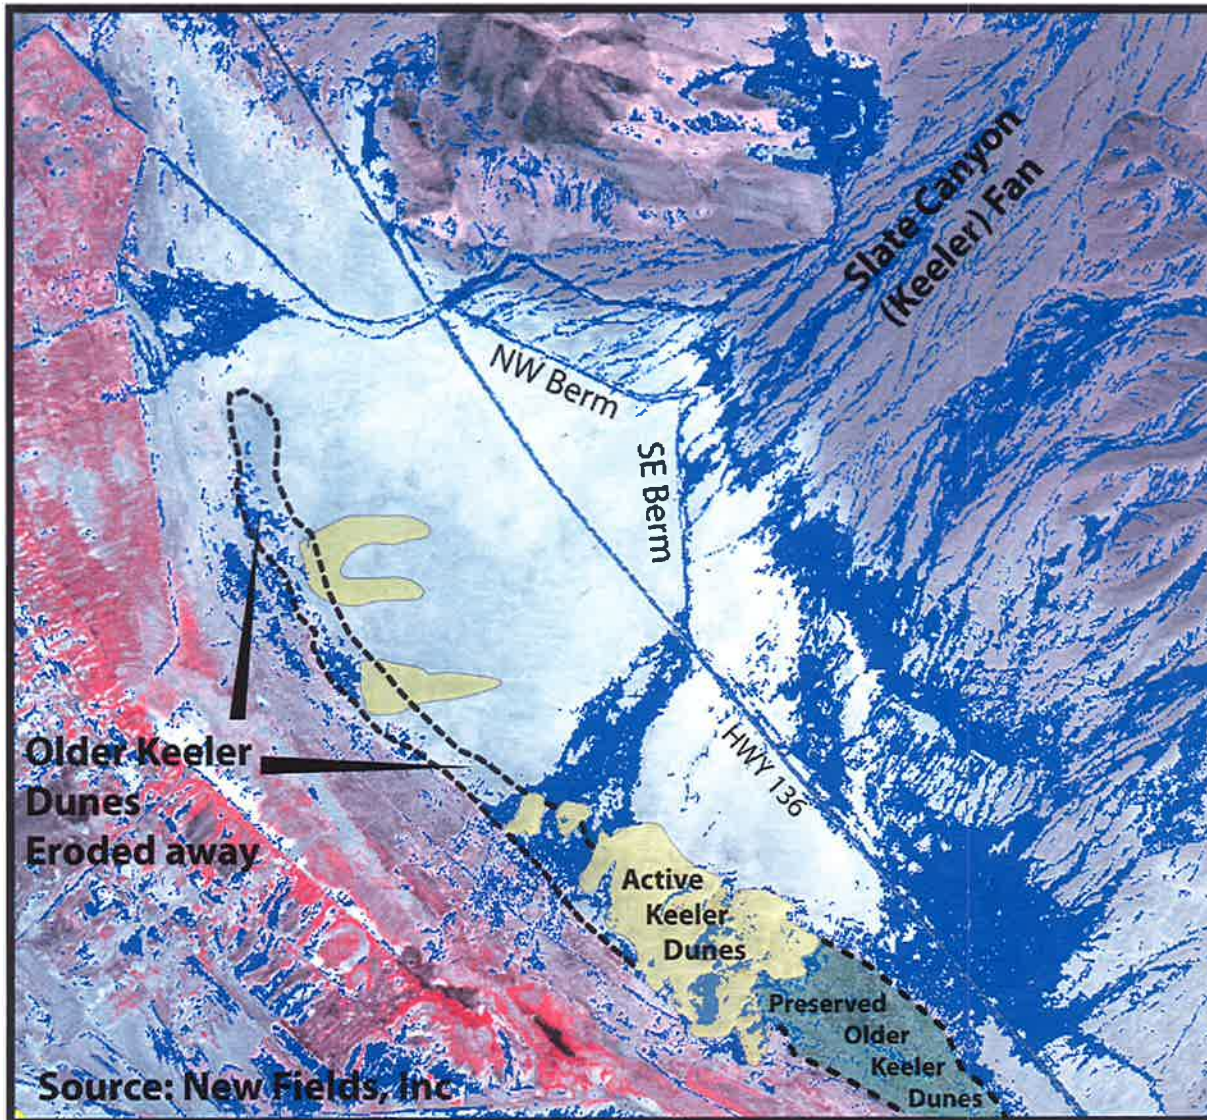 Slate Canyon
(Keeler) Fan
NW Berm
SE Berm
HWY 136
Older Keeler
Dunes
Eroded away
Active
Keeler
Dunes
Preserved
Older
Keeler
Dunes
Source: New Fields, Inc